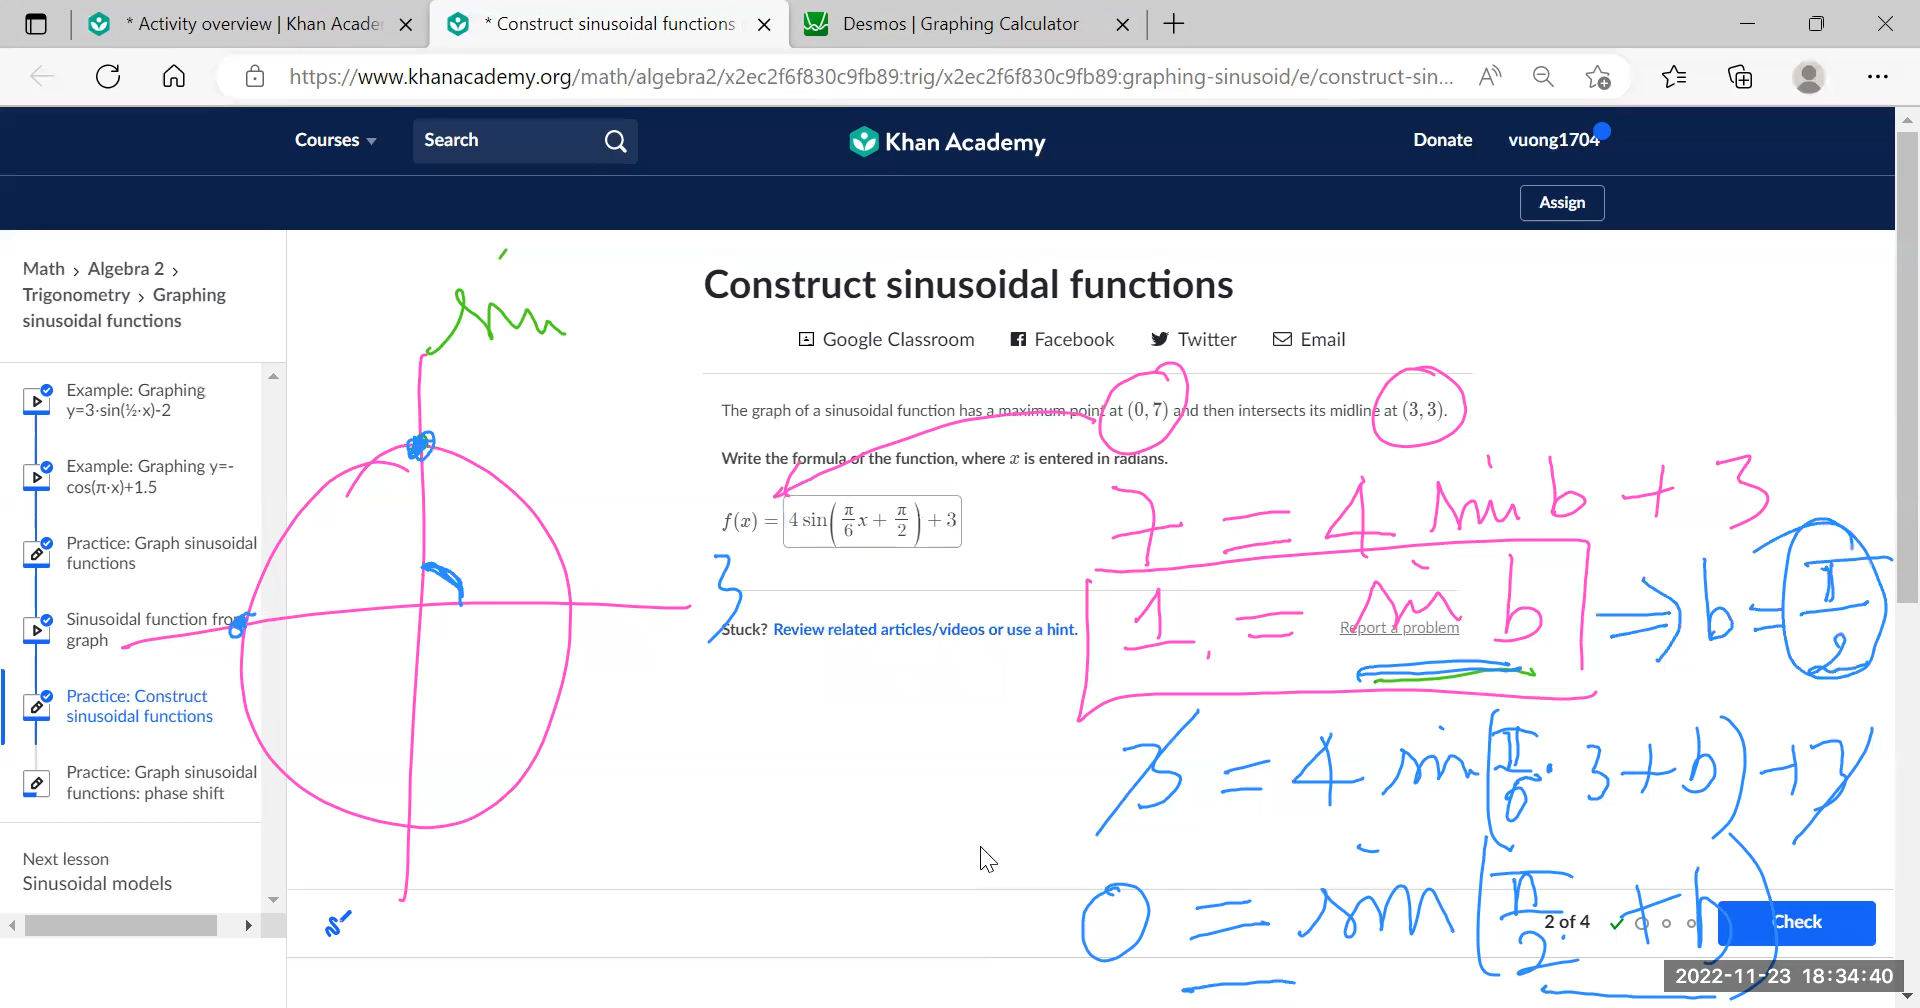 * Activity overview | Khan Acade
* Construct sinusoidal functions
Desmos | Graphing Calculator
https://www.khanacademy.org/math/algebra2/x2ec2f6f830c9fb89:trig/x2ec2f6f830c9fb89:graphing-sinusoid/e/construct-sin...
Courses
Search
Khan Academy
Donate
vuong1704
Assign
Math › Algebra 2 ›
Trigonometry › Graphing
sinusoidal functions
Example: Graphing
y=3·sin(½·x)-2
Example: Graphing y=-
cos(π·x)+1.5
Practice: Graph sinusoidal
functions
Sinusoidal function from
graph
Practice: Construct
sinusoidal functions
Practice: Graph sinusoidal
functions: phase shift
Next lesson
Sinusoidal models
sin
Construct sinusoidal functions
Google Classroom
Facebook
Twitter
Email
The graph of a sinusoidal function has a maximum point at (0, 7) and then intersects its midline at (3, 3).
Write the formula of the function, where x is entered in radians.
f(x) = 4 sin(π/6 x + π/2) + 3
3
Stuck? Review related articles/videos or use a hint.
Report a problem
7 = 4 sin b + 3
1 = sin b ⇒ b = π/2
3 = 4 sin(π/6 · 3 + b) + 3
0 = sin(π/2 + b)
2 of 4
Check
2022-11-23 18:34:40